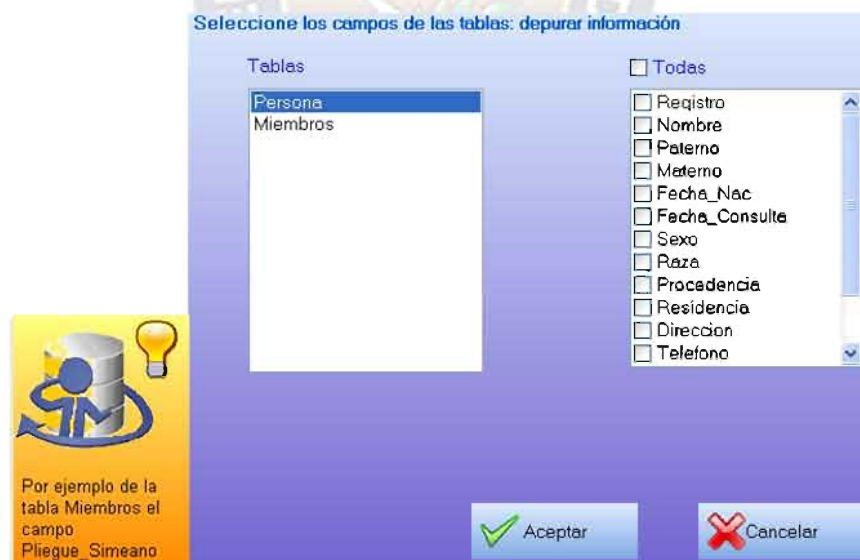 Seleccione los campos de las tablas: depurar información
Tablas
Persona
Miembros
Todas
Registro
Nombre
Paterno
Materno
Fecha_Nac
Fecha_Consulta
Sexo
Raza
Procedencia
Residencia
Direccion
Telefono
Por ejemplo de la
tabla Miembros el
campo
Pliegue_Simeano
Aceptar
Cancelar